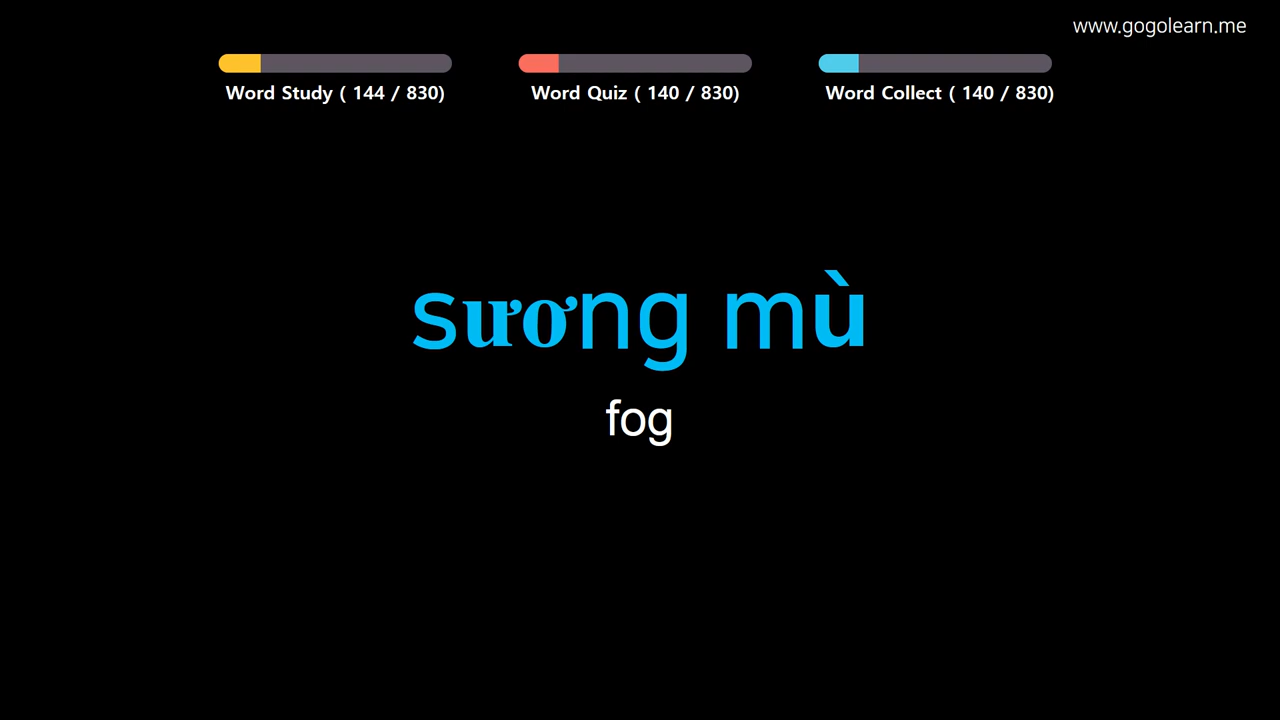 www.gogolearn.me
Word Study ( 144 / 830)
Word Quiz ( 140 / 830)
Word Collect ( 140 / 830)
sương mù
fog